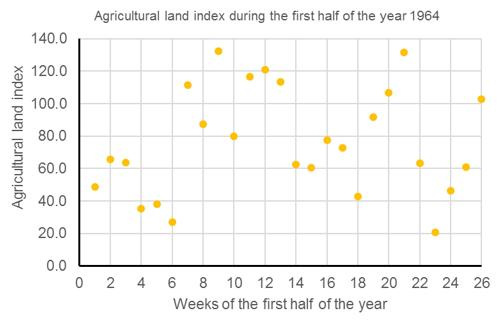 Agricultural land index during the first half of the year 1964
140.0
120.0
100.0
80.0
60.0
40.0
20.0
0.0
Agricultural land index
0 2 4 6 8 10 12 14 16 18 20 22 24 26
Weeks of the first half of the year